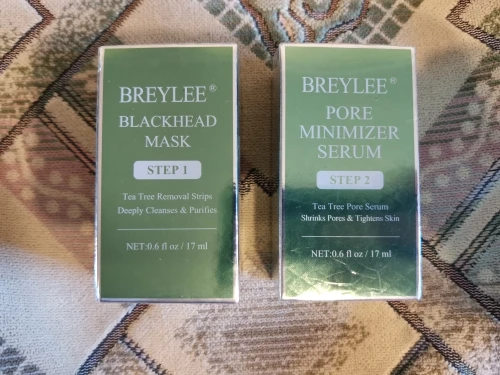 BREYLEE®
BLACKHEAD
MASK
STEP 1
Tea Tree Removal Strips
Deeply Cleanses & Purifies
NET:0.6 fl oz / 17 ml
BREYLEE®
PORE
MINIMIZER
SERUM
STEP 2
Tea Tree Pore Serum
Shrinks Pores & Tightens Skin
NET:0.6 fl oz / 17 ml